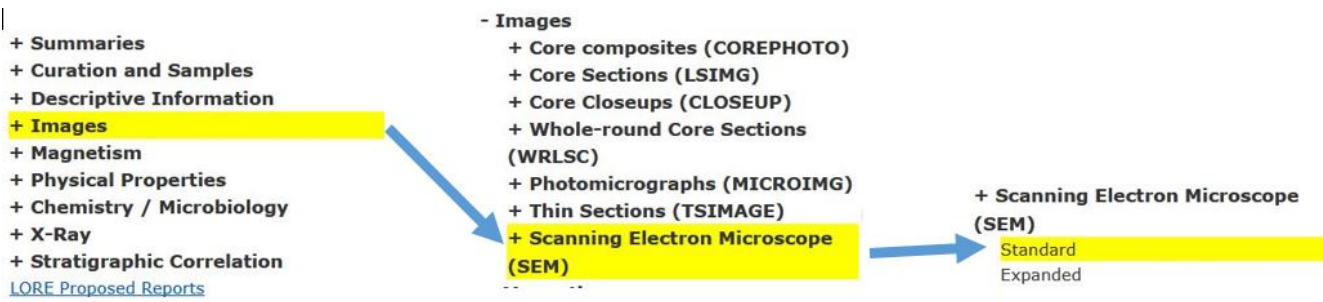 + Summaries
+ Curation and Samples
+ Descriptive Information
+ Images
+ Magnetism
+ Physical Properties
+ Chemistry / Microbiology
+ X-Ray
+ Stratigraphic Correlation
LORE Proposed Reports
- Images
+ Core composites (COREPHOTO)
+ Core Sections (LSIMG)
+ Core Closeups (CLOSEUP)
+ Whole-round Core Sections
(WRLSC)
+ Photomicrographs (MICROIMG)
+ Thin Sections (TSIMAGE)
+ Scanning Electron Microscope
(SEM)
+ Scanning Electron Microscope
(SEM)
Standard
Expanded